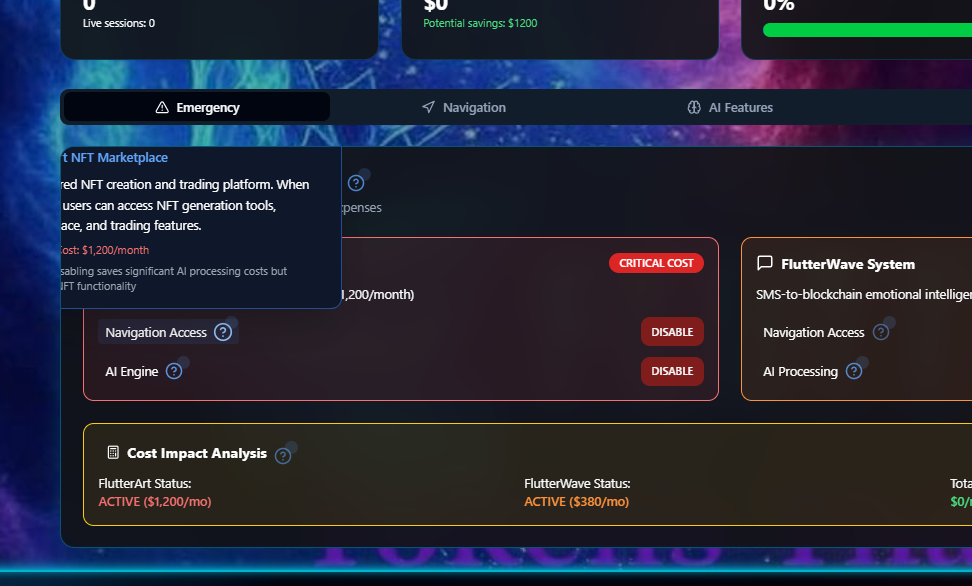 0
Live sessions: 0
$0
Potential savings: $1200
0%
Emergency
Navigation
AI Features
t NFT Marketplace
red NFT creation and trading platform. When
users can access NFT generation tools,
ace, and trading features.
Cost: $1,200/month
sabling saves significant AI processing costs but
NFT functionality
xpenses
CRITICAL COST
1,200/month)
Navigation Access
DISABLE
AI Engine
DISABLE
FlutterWave System
SMS-to-blockchain emotional intelligen
Navigation Access
AI Processing
Cost Impact Analysis
FlutterArt Status:
ACTIVE ($1,200/mo)
FlutterWave Status:
ACTIVE ($380/mo)
Tota
$0/
Tokens